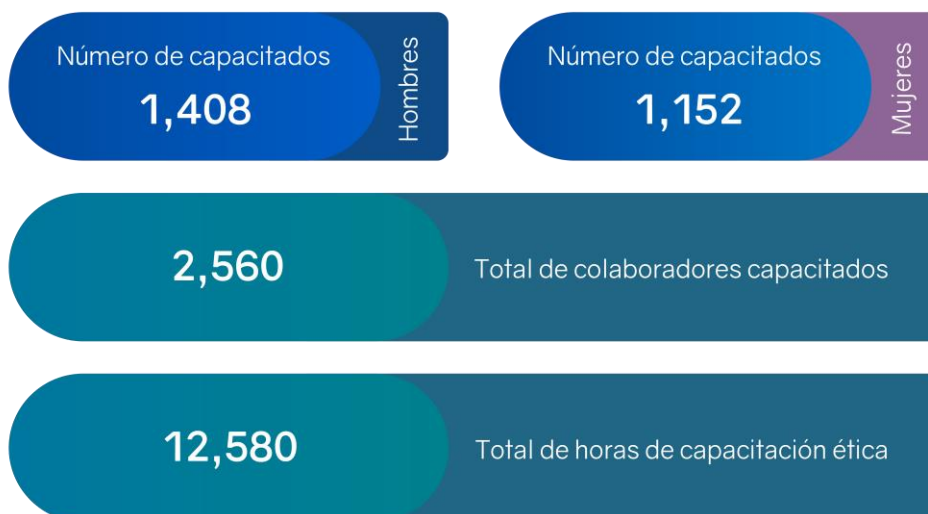 Número de capacitados
1,408
Hombres
Número de capacitados
1,152
Mujeres
2,560
Total de colaboradores capacitados
12,580
Total de horas de capacitación ética